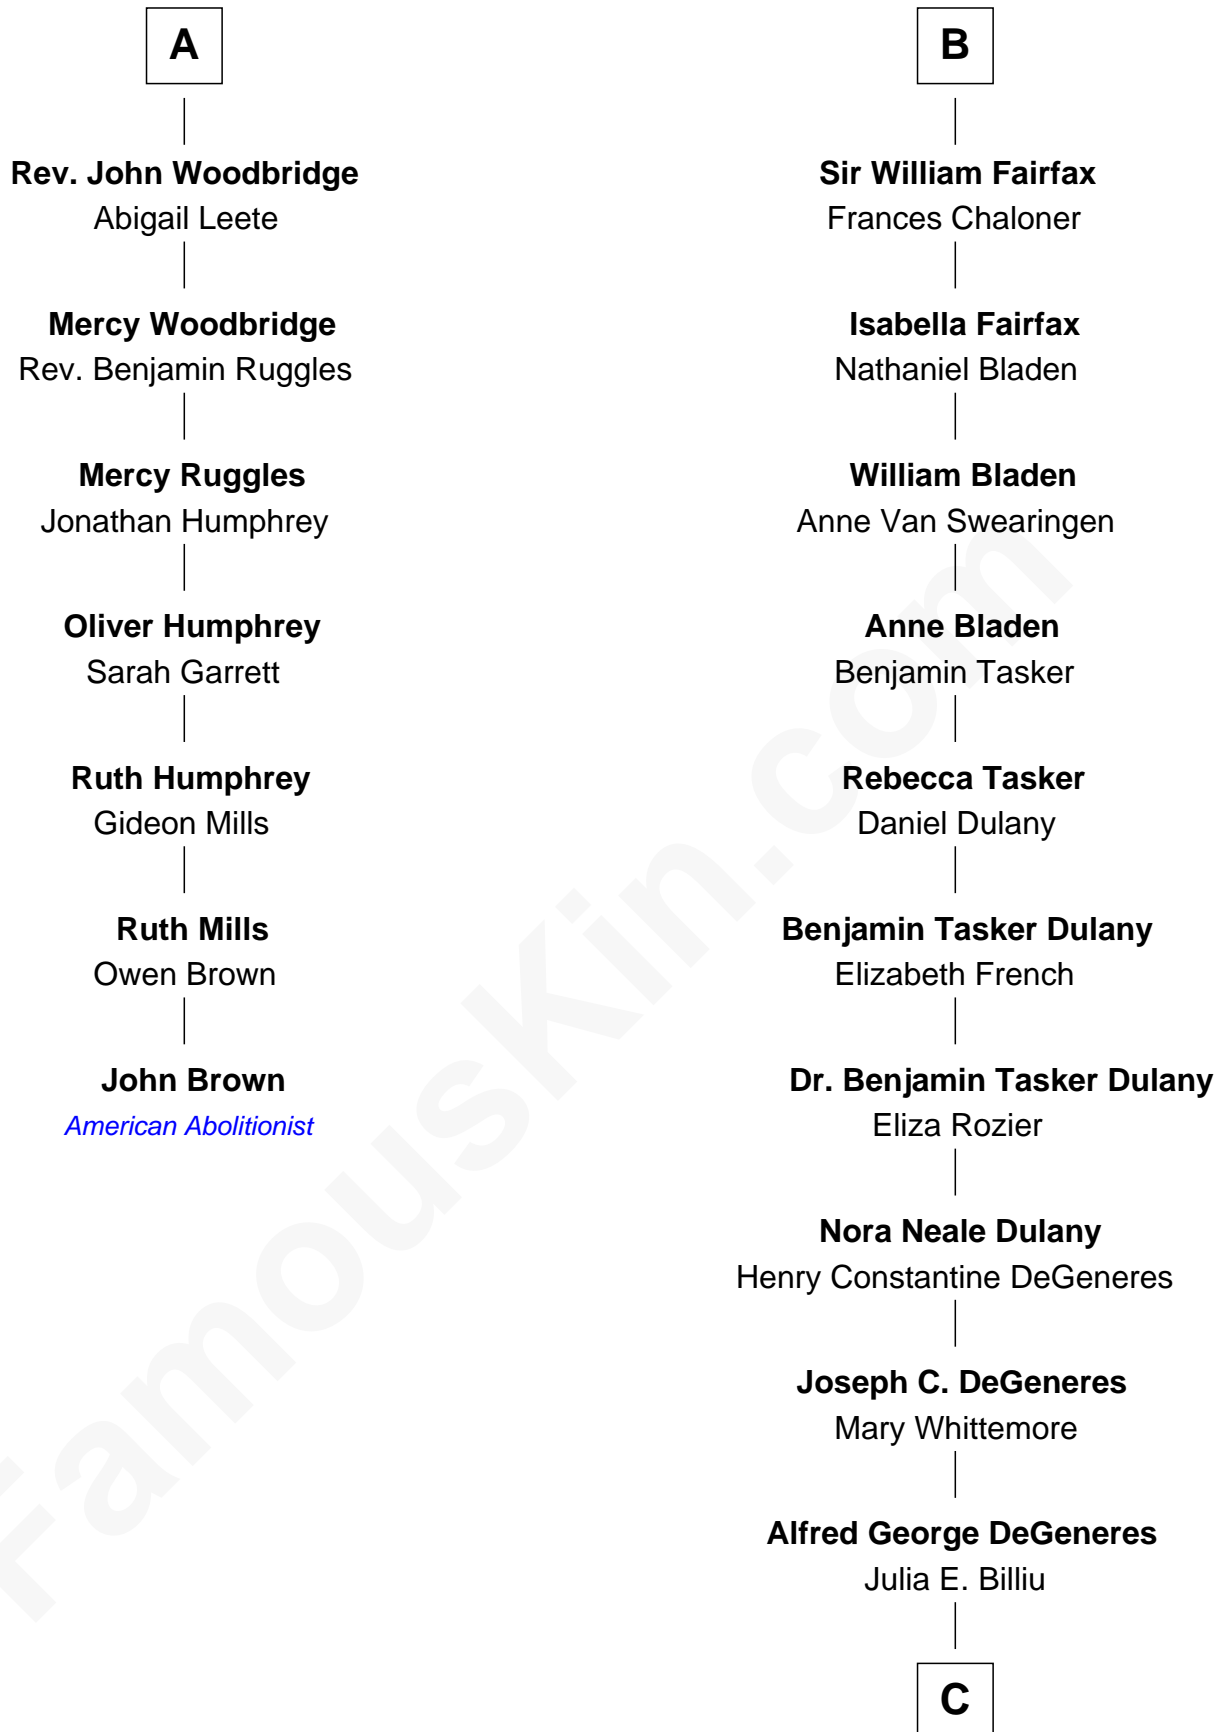 A
Rev. John Woodbridge
Abigail Leete
Mercy Woodbridge
Rev. Benjamin Ruggles
Mercy Ruggles
Jonathan Humphrey
Oliver Humphrey
Sarah Garrett
Ruth Humphrey
Gideon Mills
Ruth Mills
Owen Brown
John Brown
American Abolitionist
B
Sir William Fairfax
Frances Chaloner
Isabella Fairfax
Nathaniel Bladen
William Bladen
Anne Van Swearingen
Anne Bladen
Benjamin Tasker
Rebecca Tasker
Daniel Dulany
Benjamin Tasker Dulany
Elizabeth French
Dr. Benjamin Tasker Dulany
Eliza Rozier
Nora Neale Dulany
Henry Constantine DeGeneres
Joseph C. DeGeneres
Mary Whittemore
Alfred George DeGeneres
Julia E. Billiu
C
FamousKin.com